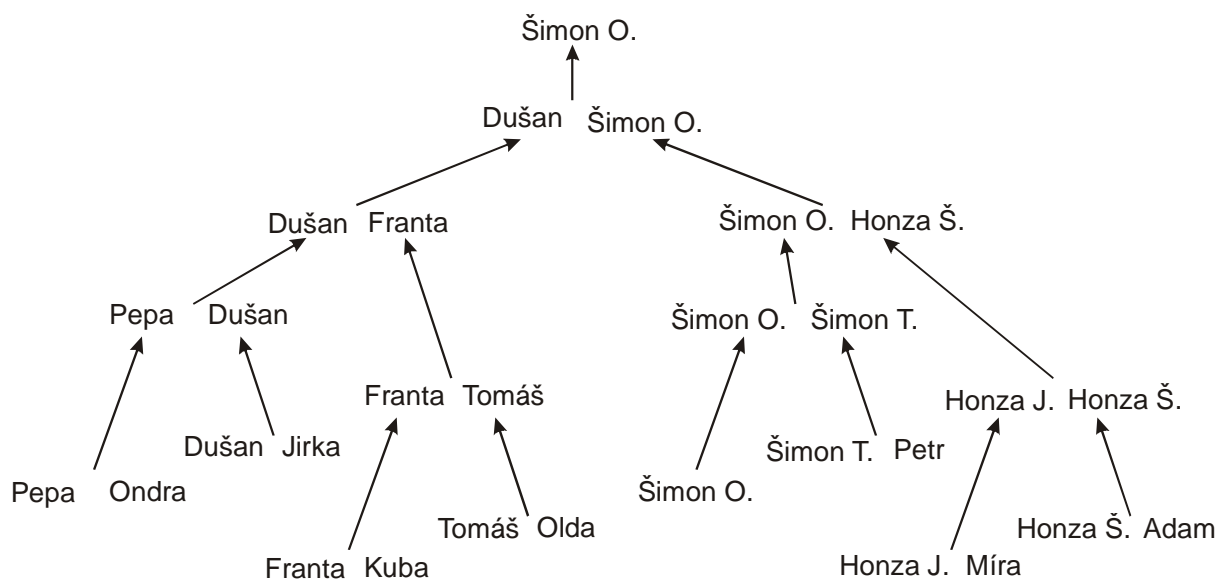 Šimon O.
Dušan Šimon O.
Dušan Franta
Šimon O. Honza Š.
Pepa Dušan
Šimon O. Šimon T.
Franta Tomáš
Honza J. Honza Š.
Dušan Jirka
Šimon T. Petr
Pepa Ondra
Šimon O.
Tomáš Olda
Honza Š. Adam
Franta Kuba
Honza J. Míra